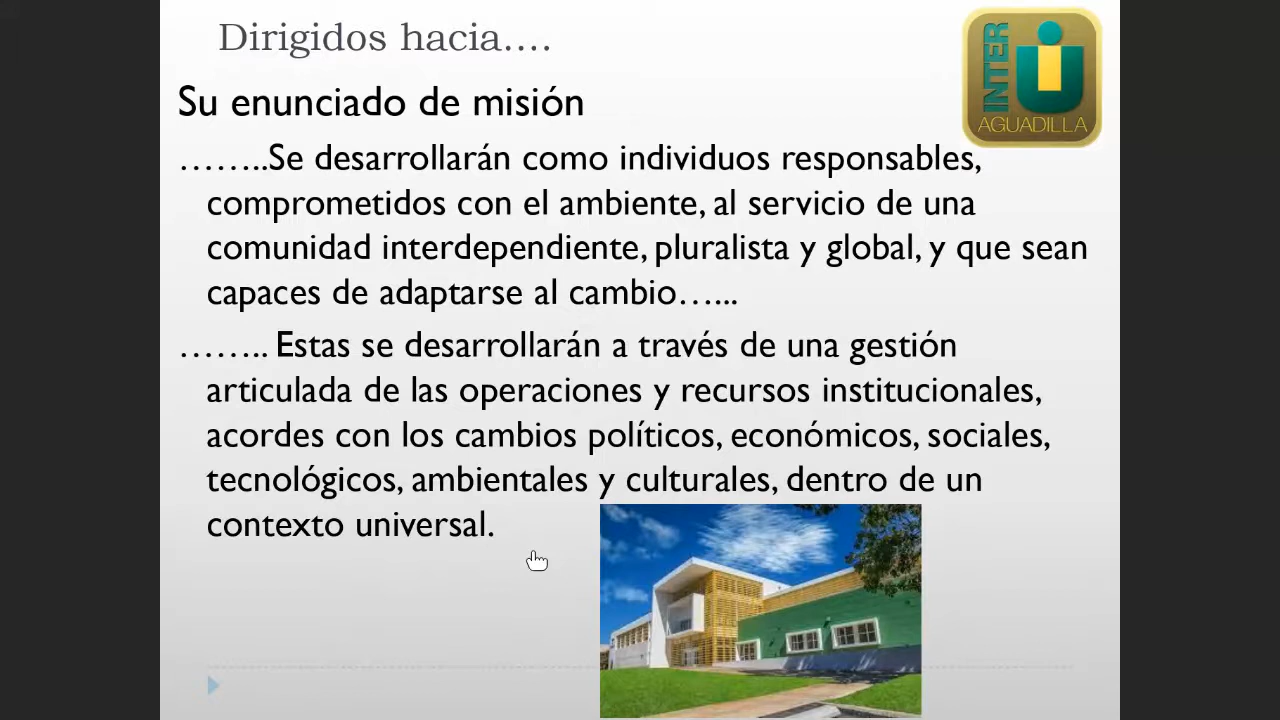 Dirigidos hacia….
INTER
AGUADILLA
Su enunciado de misión
……..Se desarrollarán como individuos responsables,
comprometidos con el ambiente, al servicio de una
comunidad interdependiente, pluralista y global, y que sean
capaces de adaptarse al cambio…...
…….. Estas se desarrollarán a través de una gestión
articulada de las operaciones y recursos institucionales,
acordes con los cambios políticos, económicos, sociales,
tecnológicos, ambientales y culturales, dentro de un
contexto universal.